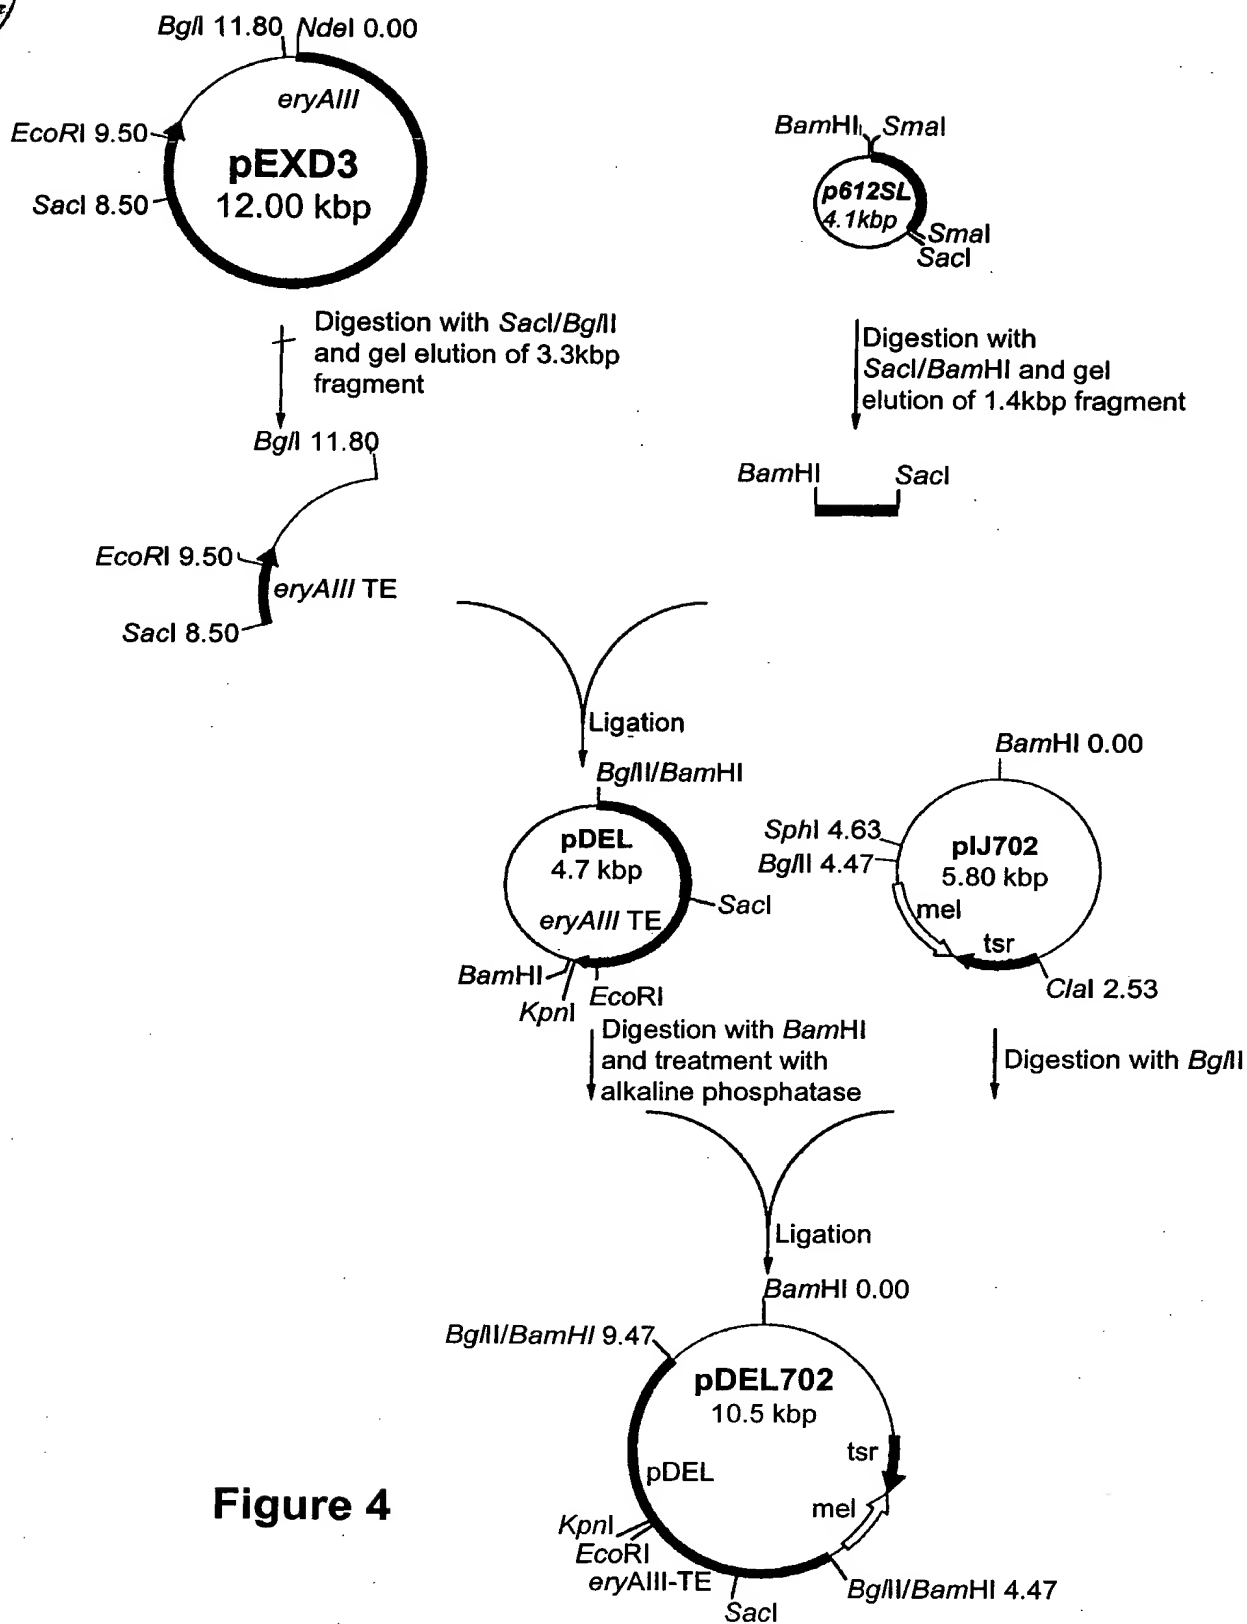 BglI 11.80 NdeI 0.00
eryAIII
EcoRI 9.50
pEXD3
12.00 kbp
SacI 8.50
BamHI SmaI
p612SL
4.1kbp
SmaI
SacI
Digestion with SacI/BglII
and gel elution of 3.3kbp
fragment
Digestion with
SacI/BamHI and gel
elution of 1.4kbp fragment
BglI 11.80
BamHI SacI
EcoRI 9.50
eryAIII TE
SacI 8.50
Ligation
BglII/BamHI
pDEL
4.7 kbp
eryAIII TE
SacI
BamHI
KpnI
EcoRI
BamHI 0.00
SphI 4.63
BglII 4.47
pIJ702
5.80 kbp
mel
tsr
ClaI 2.53
Digestion with BamHI
and treatment with
alkaline phosphatase
Digestion with BglII
Ligation
BamHI 0.00
BglII/BamHI 9.47
pDEL702
10.5 kbp
tsr
pDEL
mel
KpnI
EcoRI
eryAIII-TE
SacI
BglII/BamHI 4.47
Figure 4